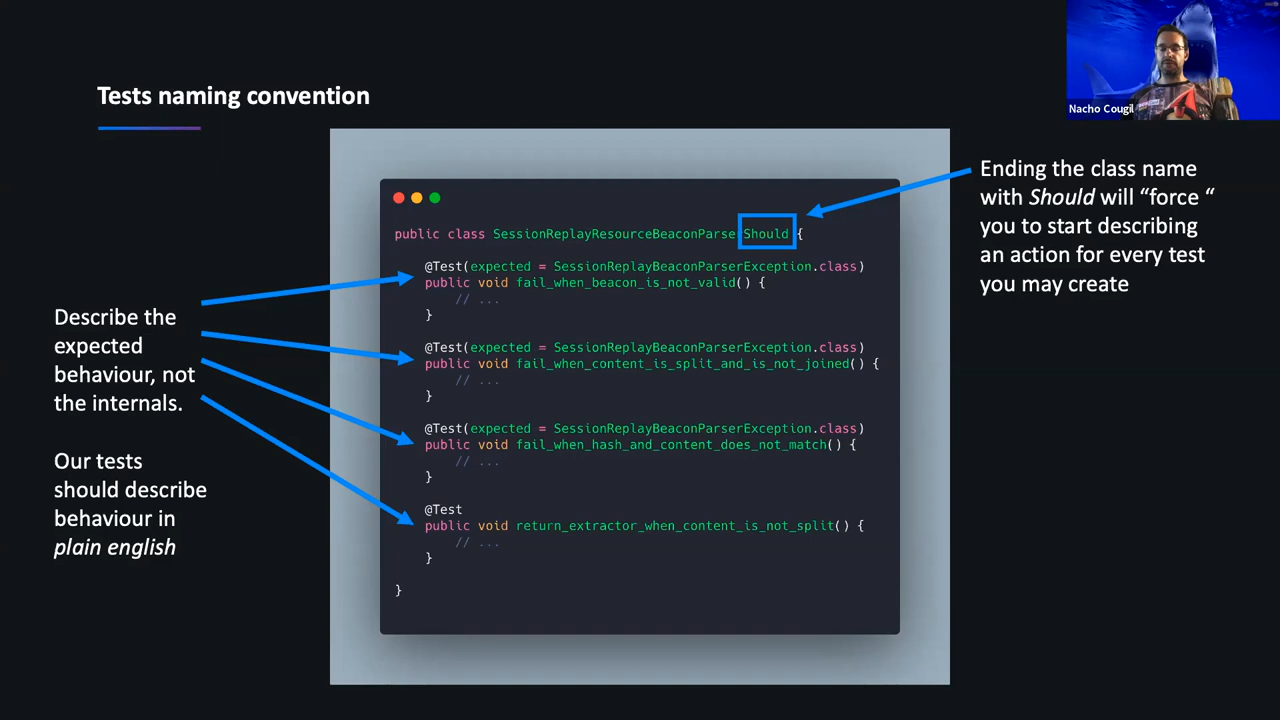 Tests naming convention
Nacho Cougil
Ending the class name
with Should will “force “
you to start describing
an action for every test
you may create
Describe the
expected
behaviour, not
the internals.
Our tests
should describe
behaviour in
plain english
public class SessionReplayResourceBeaconParserShould {
@Test(expected = SessionReplayBeaconParserException.class)
public void fail_when_beacon_is_not_valid() {
// ...
}
@Test(expected = SessionReplayBeaconParserException.class)
public void fail_when_content_is_split_and_is_not_joined() {
// ...
}
@Test(expected = SessionReplayBeaconParserException.class)
public void fail_when_hash_and_content_does_not_match() {
// ...
}
@Test
public void return_extractor_when_content_is_not_split() {
// ...
}
}